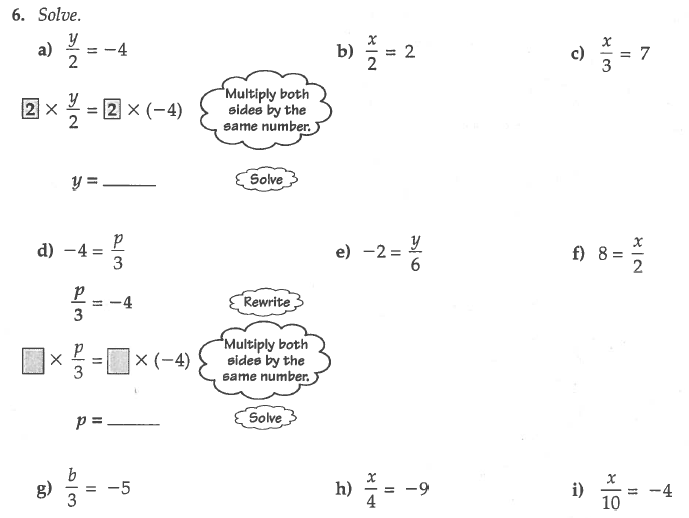 6. Solve.
a) y/2 = -4
b) x/2 = 2
c) x/3 = 7
2 × y/2 = 2 × (-4)
Multiply both
sides by the
same number.
y = ______
Solve
d) -4 = p/3
e) -2 = y/6
f) 8 = x/2
p/3 = -4
Rewrite
□ × p/3 = □ × (-4)
Multiply both
sides by the
same number.
p = ______
Solve
g) b/3 = -5
h) x/4 = -9
i) x/10 = -4